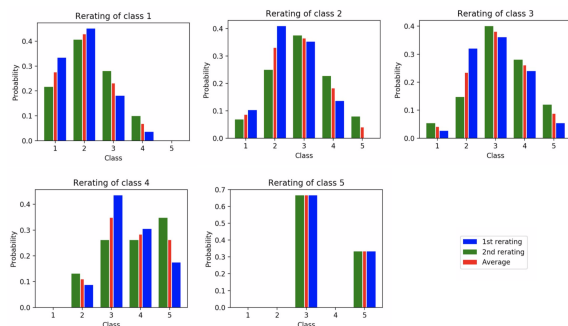 Rerating of class 1
Probability
0.4
0.3
0.2
0.1
0.0
1 2 3 4 5
Class
Rerating of class 2
Probability
0.4
0.3
0.2
0.1
0.0
1 2 3 4 5
Class
Rerating of class 3
Probability
0.4
0.3
0.2
0.1
0.0
1 2 3 4 5
Class
Rerating of class 4
Probability
0.4
0.3
0.2
0.1
0.0
1 2 3 4 5
Class
Rerating of class 5
Probability
0.7
0.6
0.5
0.4
0.3
0.2
0.1
0.0
1 2 3 4 5
Class
1st rerating
2nd rerating
Average